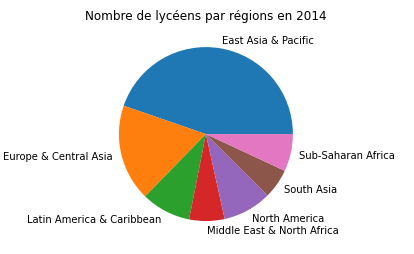 Nombre de lycéens par régions en 2014
East Asia & Pacific
Europe & Central Asia
Latin America & Caribbean
Middle East & North Africa
North America
South Asia
Sub-Saharan Africa